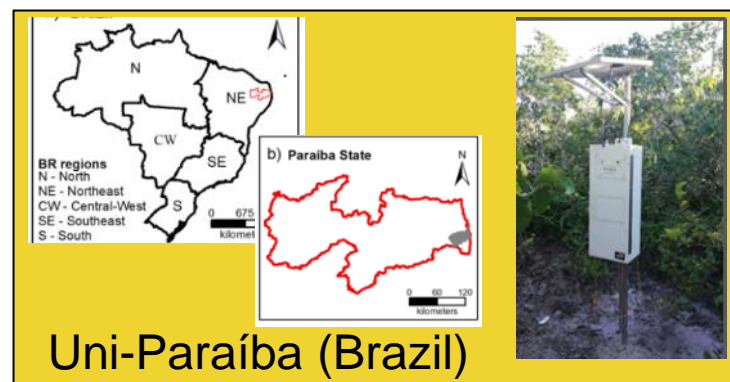 N
NE
CW
SE
S
BR regions
N - North
NE - Northeast
CW - Central-West
SE - Southeast
S - South
0 675
kilometer
b) Paraíba State
N
0 60 120
kilometers
Uni-Paraíba (Brazil)